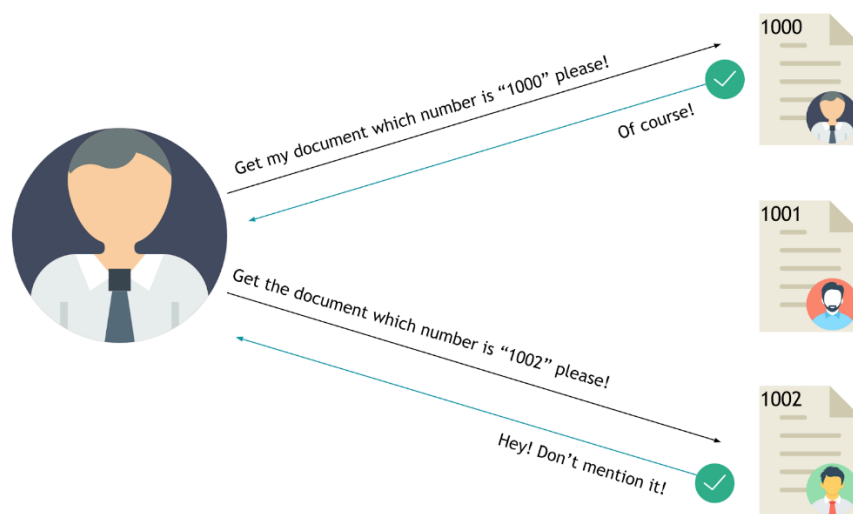 1000
Get my document which number is “1000” please!
Of course!
1001
Get the document which number is “1002” please!
1002
Hey! Don’t mention it!